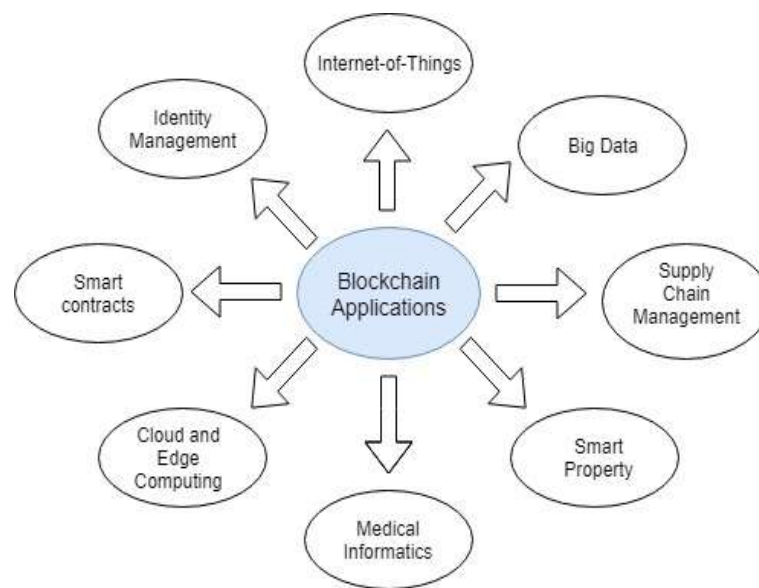 Internet-of-Things
Identity
Management
Big Data
Smart
contracts
Blockchain
Applications
Supply
Chain
Management
Cloud and
Edge
Computing
Smart
Property
Medical
Informatics